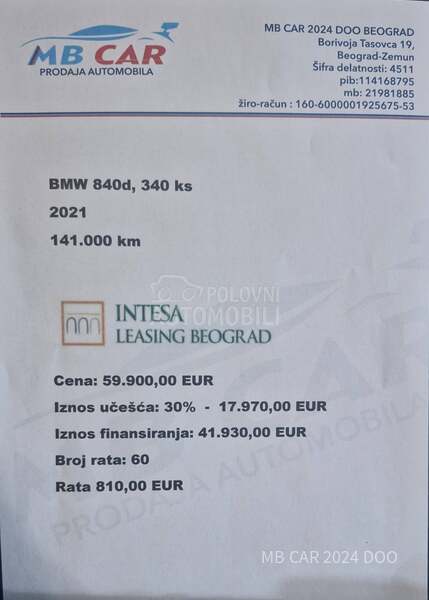 MB CAR
PRODAJA AUTOMOBILA
MB CAR 2024 DOO BEOGRAD
Borivoja Tasovca 19,
Beograd-Zemun
Šifra delatnosti: 4511
pib:114168795
mb: 21981885
žiro-račun : 160-6000001925675-53
BMW 840d, 340 ks
2021
141.000 km
POLOVNI
AUTOMOBILI
INTESA
LEASING BEOGRAD
Cena: 59.900,00 EUR
Iznos učešća: 30% - 17.970,00 EUR
Iznos finansiranja: 41.930,00 EUR
Broj rata: 60
Rata 810,00 EUR
MB CAR
PRODAJA AUTOMOBILA
MB CAR 2024 DOO